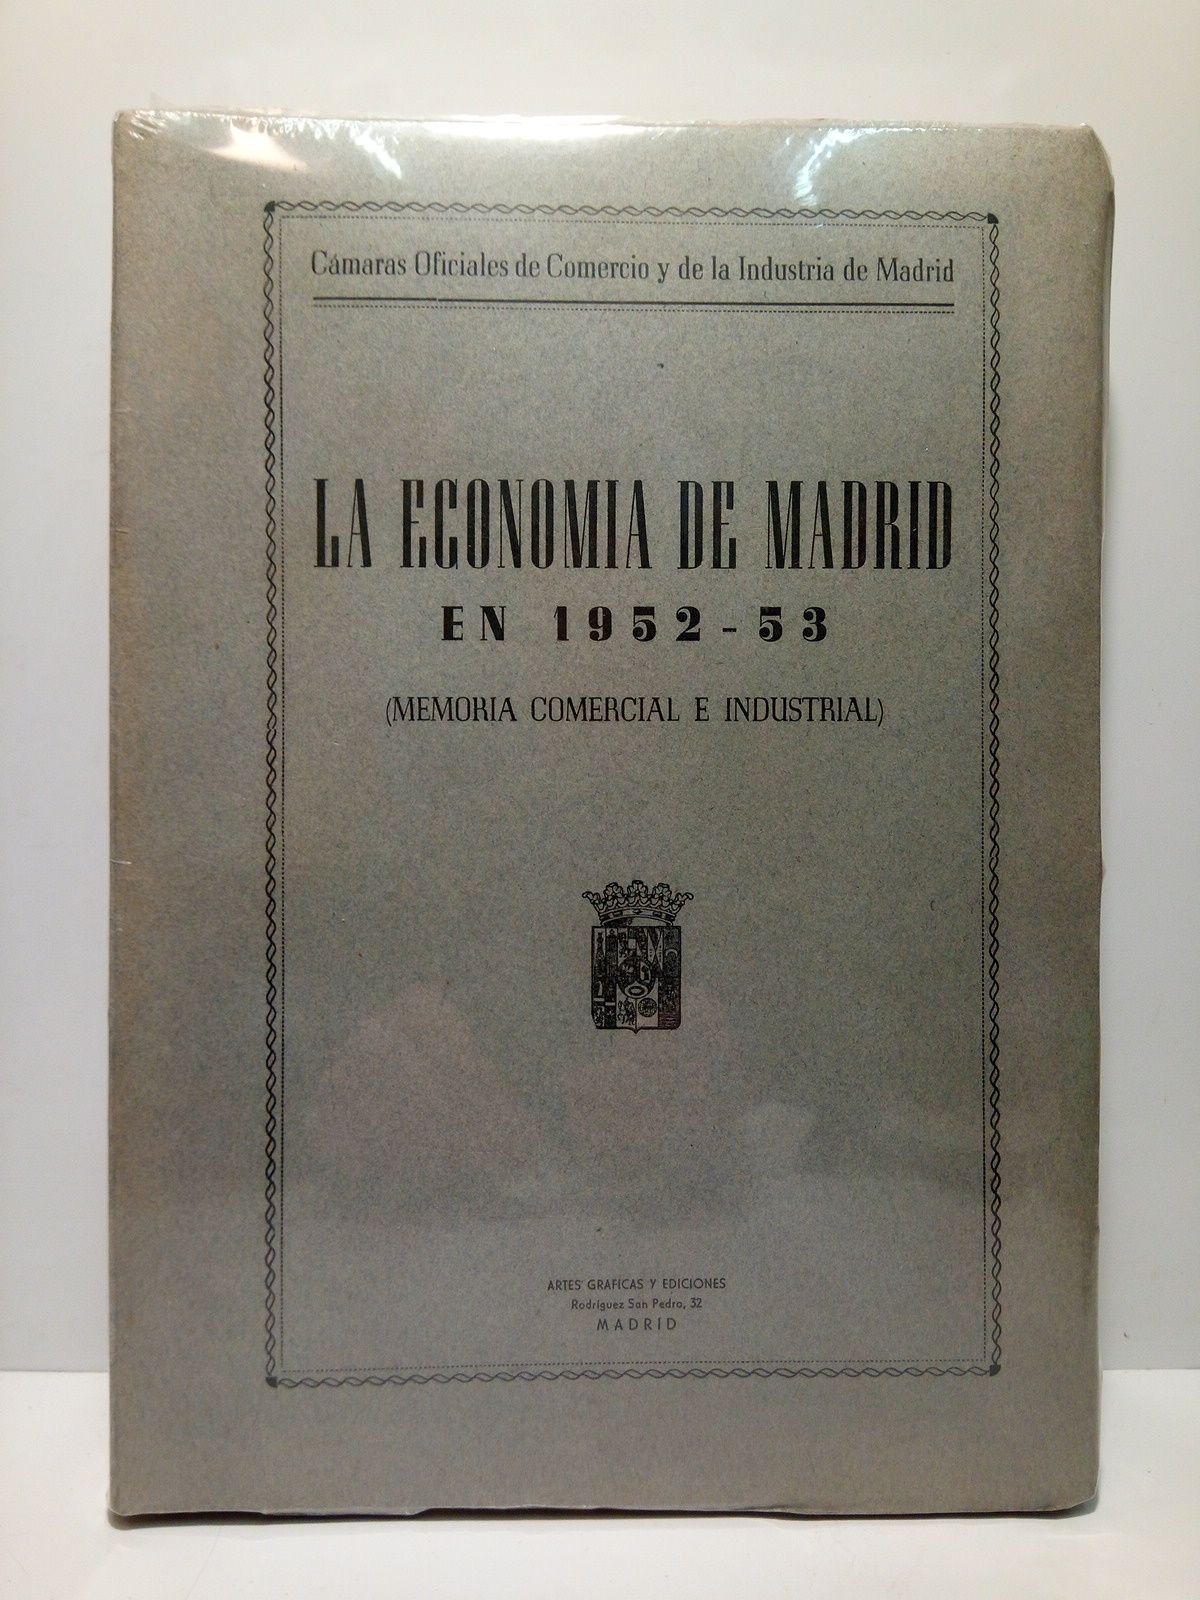 Cámaras Oficiales de Comercio y de la Industria de Madrid
LA ECONOMIA DE MADRID
EN 1952-53
(MEMORIA COMERCIAL E INDUSTRIAL)
ARTES GRAFICAS Y EDICIONES
Rodríguez San Pedro, 32
MADRID